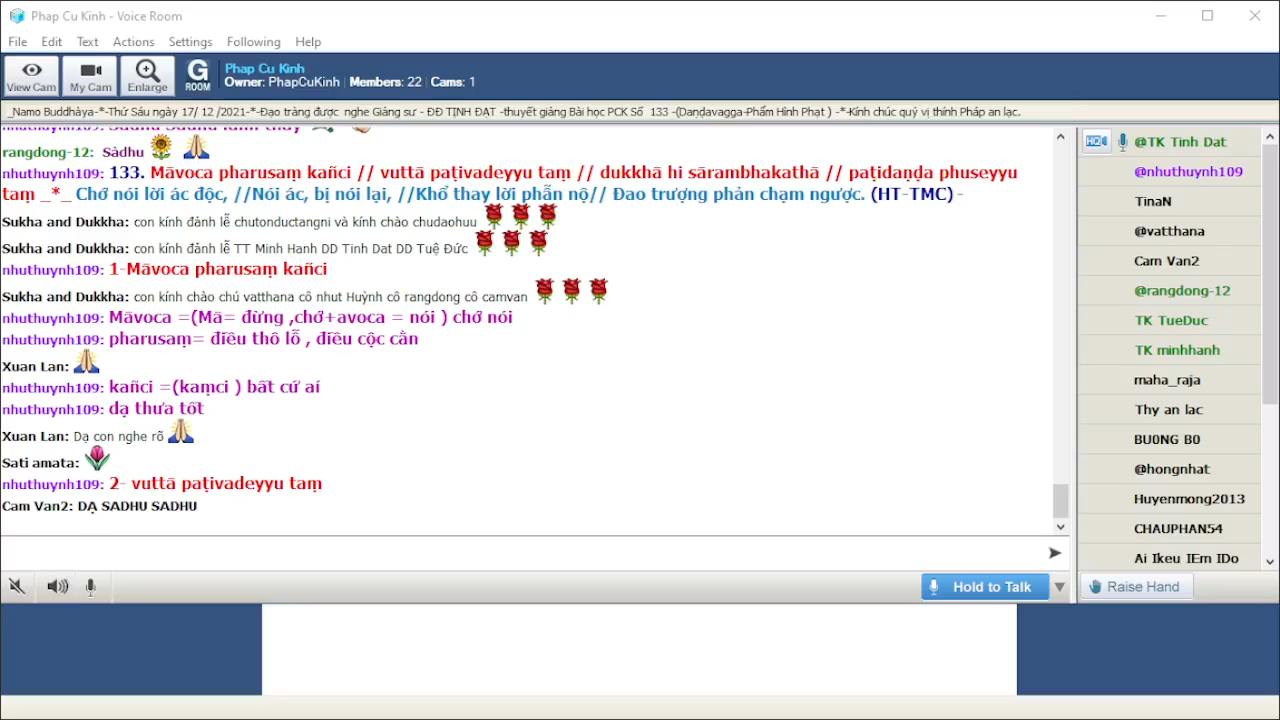 Phap Cu Kinh - Voice Room
File Edit Text Actions Settings Following Help
View Cam My Cam Enlarge G ROOM
Phap Cu Kinh
Owner: PhapCuKinh Members: 22 Cams: 1
_Namo Buddhàya-*-Thứ Sáu ngày 17/ 12 /2021-*-Đạo tràng được nghe Giảng sư - ĐĐ TỊNH ĐẠT -thuyết giảng Bài học PCK Số 133 -(Daṇḍavagga-Phẩm Hình Phạt ) -*-Kính chúc quý vị thính Pháp an lạc.
rangdong-12: Sàdhu
nhuthuynh109: 133. Māvoca pharusaṃ kañci // vuttā paṭivadeyyu taṃ // dukkhā hi sārambhakathā // paṭidaṇḍa phuseyyu
taṃ _*_ Chớ nói lời ác độc, //Nói ác, bị nói lại, //Khổ thay lời phẫn nộ// Đao trượng phản chạm ngược. (HT-TMC) -
Sukha and Dukkha: con kính đảnh lễ chutonductangni và kính chào chudaohuu
Sukha and Dukkha: con kính đảnh lễ TT Minh Hanh DD Tinh Dat DD Tuệ Đức
nhuthuynh109: 1-Māvoca pharusaṃ kañci
Sukha and Dukkha: con kính chào chú vatthana cô nhut Huỳnh cô rangdong cô camvan
nhuthuynh109: Māvoca =(Mā= đừng ,chớ+avoca = nói ) chớ nói
nhuthuynh109: pharusaṃ= điều thô lỗ , điều cộc cằn
Xuan Lan:
nhuthuynh109: kañci =(kaṃci ) bất cứ aí
nhuthuynh109: dạ thưa tốt
Xuan Lan: Dạ con nghe rõ
Sati amata:
nhuthuynh109: 2- vuttā paṭivadeyyu taṃ
Cam Van2: DẠ SADHU SADHU
Hold to Talk
@TK Tinh Dat
@nhuthuynh109
TinaN
@vatthana
Cam Van2
@rangdong-12
TK TueDuc
TK minhhanh
maha_raja
Thy an lac
BU0NG B0
@hongnhat
Huyenmong2013
CHAUPHAN54
Ai Ikeu IEm IDo
Raise Hand